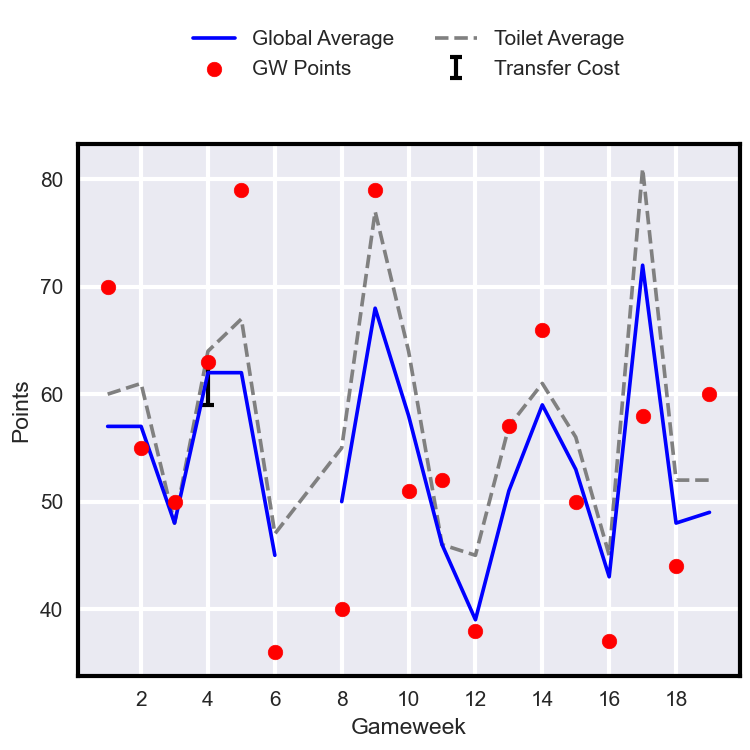 Global Average Toilet Average
GW Points Transfer Cost
80
70
60
50
40
Points
2 4 6 8 10 12 14 16 18
Gameweek